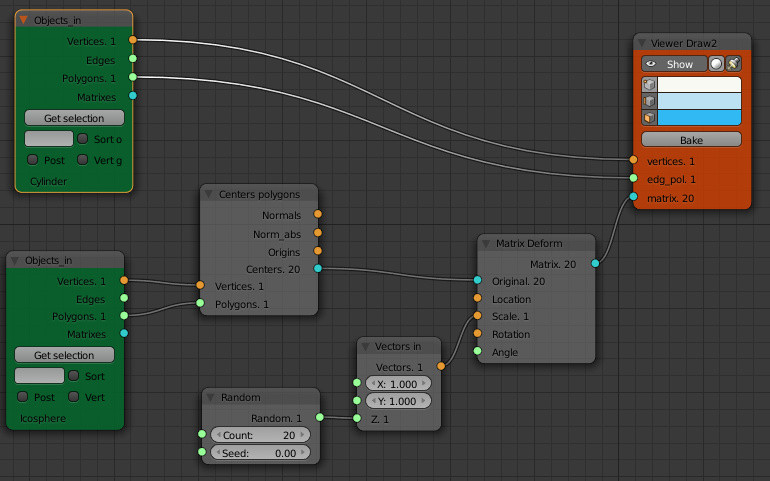 Objects_in
Vertices. 1
Edges
Polygons. 1
Matrixes
Get selection
Sort o
Post
Vert g
Cylinder
Viewer Draw2
Show
Bake
vertices. 1
edg_pol. 1
matrix. 20
Centers polygons
Normals
Norm_abs
Origins
Centers. 20
Vertices. 1
Polygons. 1
Objects_in
Vertices. 1
Edges
Polygons. 1
Matrixes
Get selection
Sort
Post
Vert
Icosphere
Matrix Deform
Matrix. 20
Original. 20
Location
Scale. 1
Rotation
Angle
Vectors in
Vectors. 1
X: 1.000
Y: 1.000
Z. 1
Random
Random. 1
Count: 20
Seed: 0.00